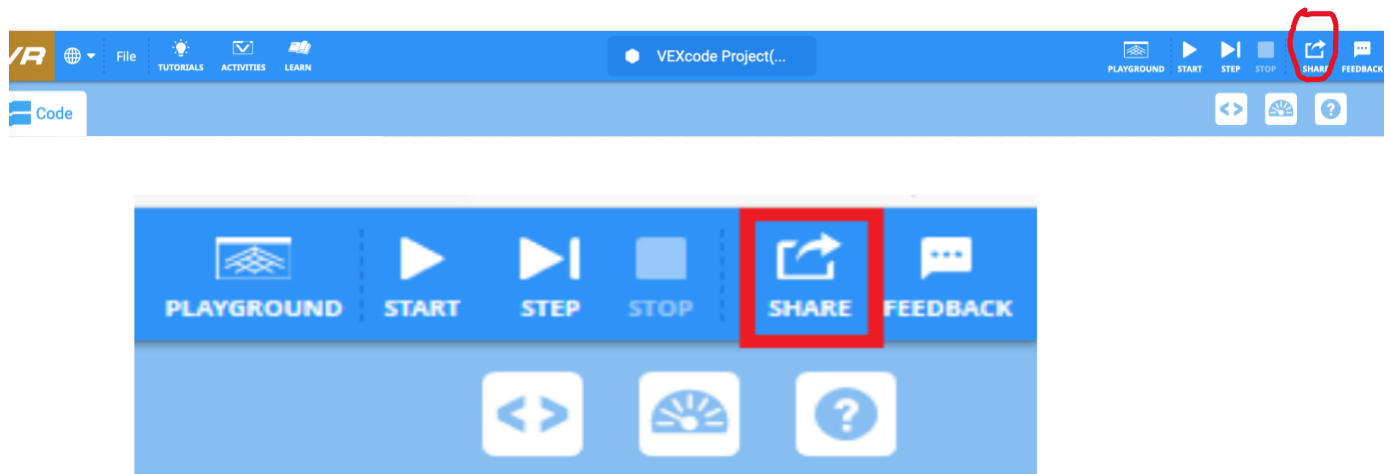 VR File TUTORIALS ACTIVITIES LEARN VEXcode Project(... PLAYGROUND START STEP STOP SHARE FEEDBACK
Code <> ?
PLAYGROUND START STEP STOP SHARE FEEDBACK
<> ?